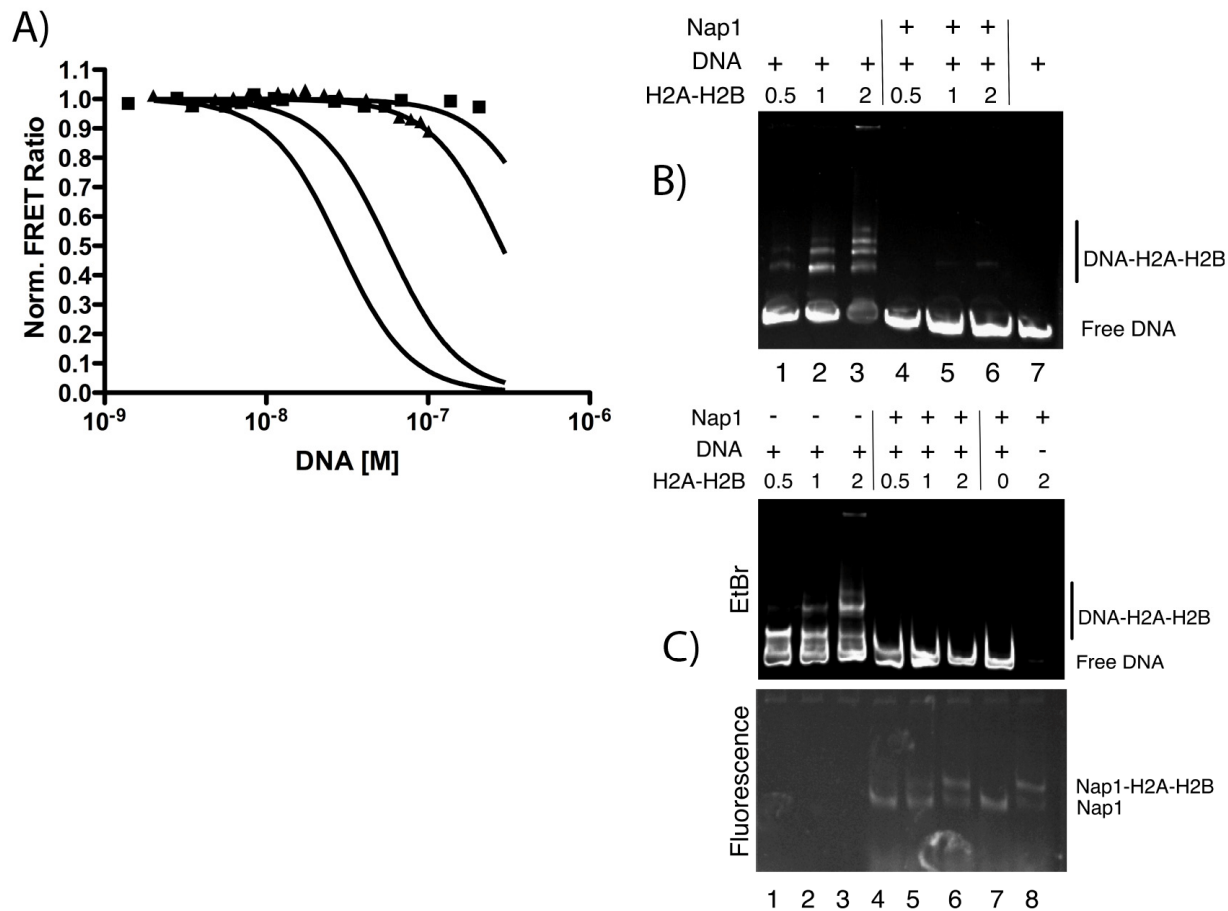 A)
1.1
1.0
0.9
0.8
0.7
0.6
0.5
0.4
0.3
0.2
0.1
0.0
Norm. FRET Ratio
10-9 10-8 10-7 10-6
DNA [M]
B)
Nap1 + + +
DNA + + + + + + +
H2A-H2B 0.5 1 2 0.5 1 2
DNA-H2A-H2B
Free DNA
1 2 3 4 5 6 7
C)
Nap1 - - - + + + + +
DNA + + + + + + + -
H2A-H2B 0.5 1 2 0.5 1 2 0 2
EtBr
DNA-H2A-H2B
Free DNA
Fluorescence
Nap1-H2A-H2B
Nap1
1 2 3 4 5 6 7 8